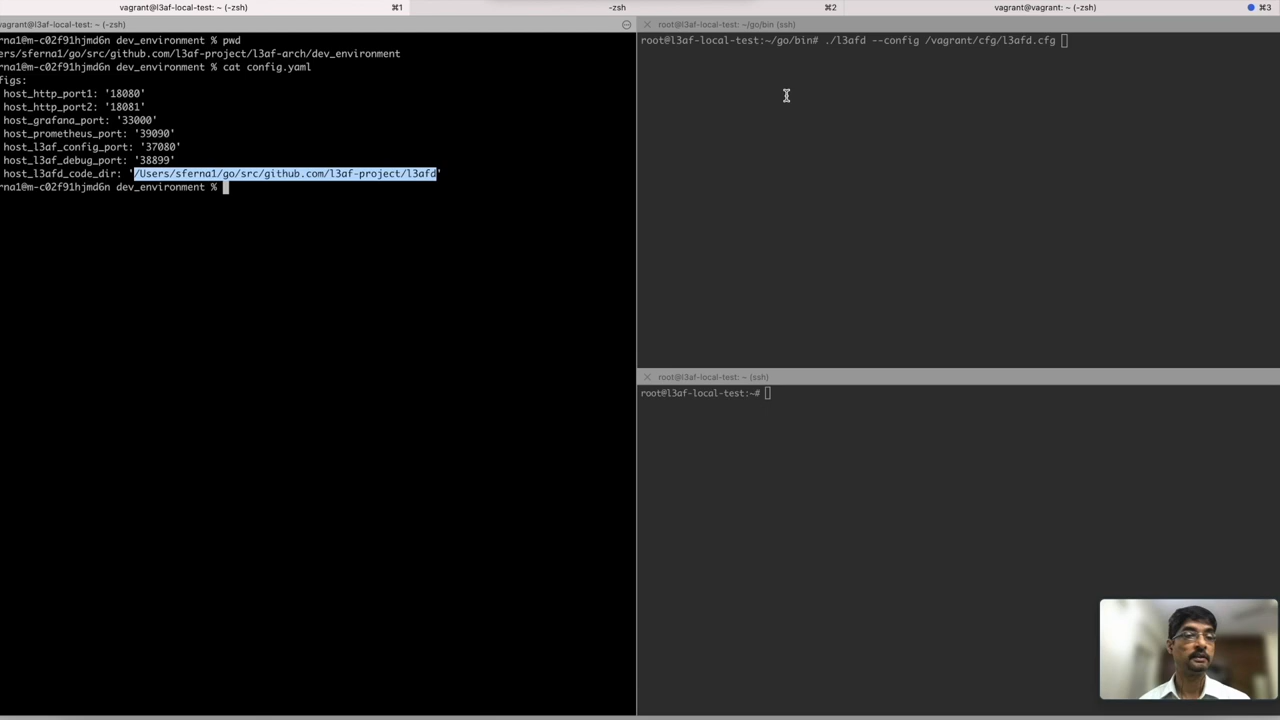 vagrant@l3af-local-test: ~ (-zsh) ⌘1 -zsh ⌘2 vagrant@vagrant: ~ (-zsh) ⌘3
vagrant@l3af-local-test: ~ (-zsh)
rna1@m-c02f91hjmd6n dev_environment % pwd
ers/sferna1/go/src/github.com/l3af-project/l3af-arch/dev_environment
rna1@m-c02f91hjmd6n dev_environment % cat config.yaml
figs:
host_http_port1: '18080'
host_http_port2: '18081'
host_grafana_port: '33000'
host_prometheus_port: '39090'
host_l3af_config_port: '37080'
host_l3af_debug_port: '38899'
host_l3afd_code_dir: '/Users/sferna1/go/src/github.com/l3af-project/l3afd'
rna1@m-c02f91hjmd6n dev_environment %
root@l3af-local-test: ~/go/bin (ssh)
root@l3af-local-test:~/go/bin# ./l3afd --config /vagrant/cfg/l3afd.cfg
root@l3af-local-test: ~ (ssh)
root@l3af-local-test:~#